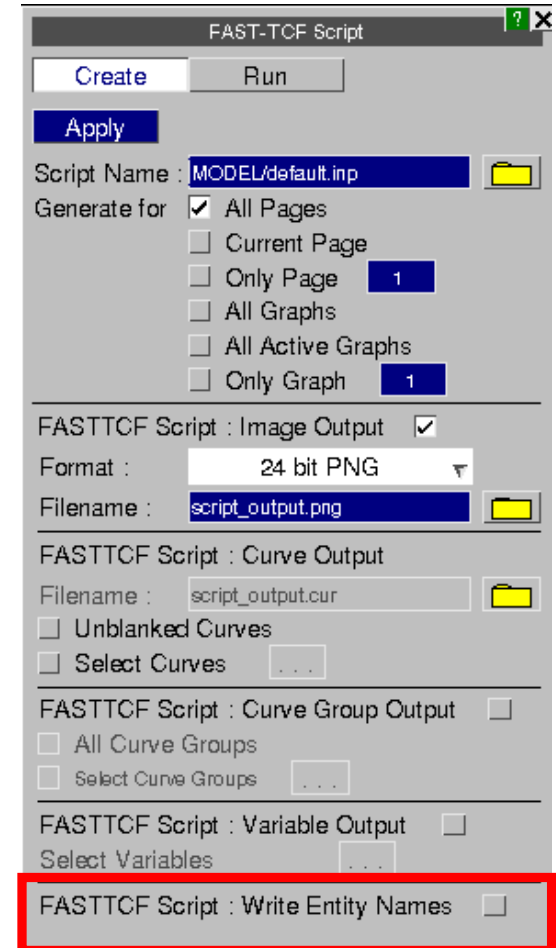 FAST-TCF Script ? X
Create Run
Apply
Script Name : MODEL/default.inp
Generate for All Pages
Current Page
Only Page 1
All Graphs
All Active Graphs
Only Graph 1
FASTTCF Script : Image Output
Format : 24 bit PNG
Filename : script_output.png
FASTTCF Script : Curve Output
Filename : script_output.cur
Unblanked Curves
Select Curves ...
FASTTCF Script : Curve Group Output
All Curve Groups
Select Curve Groups ...
FASTTCF Script : Variable Output
Select Variables ...
FASTTCF Script : Write Entity Names